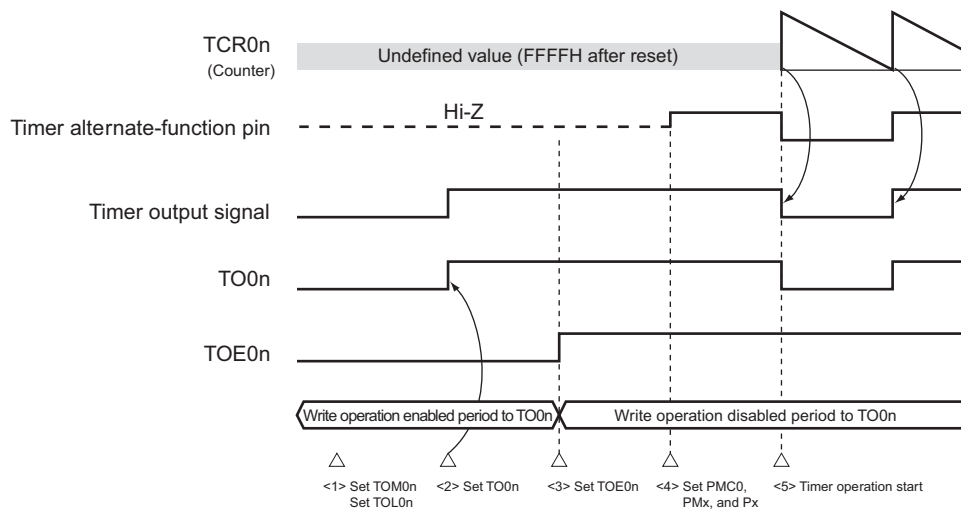 TCR0n
(Counter)
Undefined value (FFFFH after reset)
Hi-Z
Timer alternate-function pin
Timer output signal
TO0n
TOE0n
Write operation enabled period to TO0n
Write operation disabled period to TO0n
<1> Set TOM0n
Set TOL0n
<2> Set TO0n
<3> Set TOE0n
<4> Set PMC0,
PMx, and Px
<5> Timer operation start